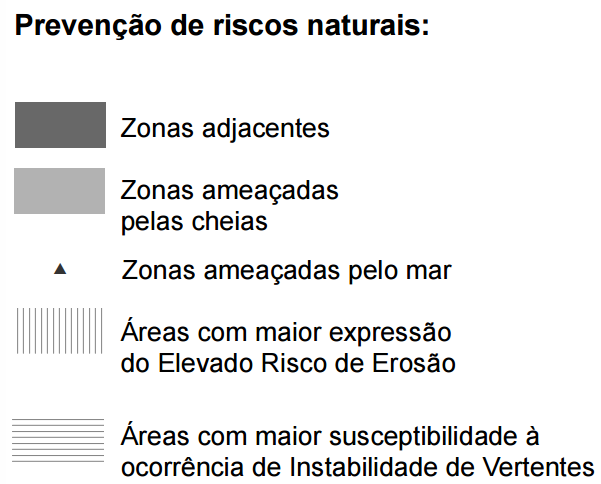 Prevenção de riscos naturais:
Zonas adjacentes
Zonas ameaçadas
pelas cheias
Zonas ameaçadas pelo mar
Áreas com maior expressão
do Elevado Risco de Erosão
Áreas com maior susceptibilidade à
ocorrência de Instabilidade de Vertentes